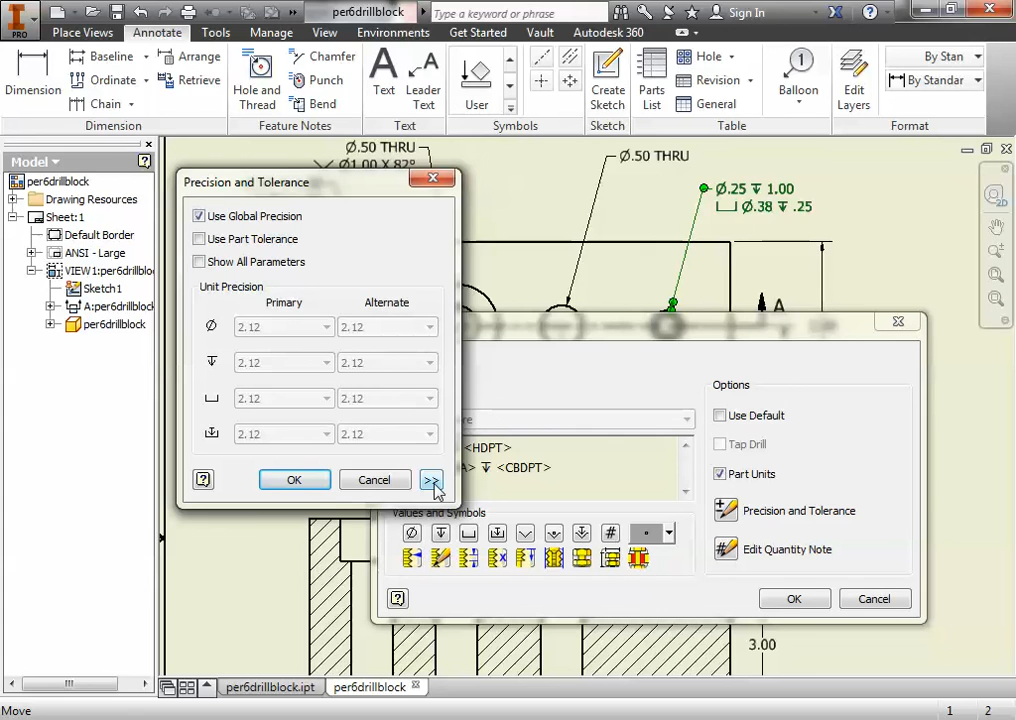 per6drillblock
Type a keyword or phrase
Sign In
PRO
Place Views
Annotate
Tools
Manage
View
Environments
Get Started
Vault
Autodesk 360
Dimension
Baseline
Ordinate
Chain
Arrange
Retrieve
Dimension
Hole and
Thread
Chamfer
Punch
Bend
Feature Notes
Text
Leader
Text
Text
User
Symbols
Create
Sketch
Sketch
Parts
List
Hole
Revision
General
Table
Balloon
Edit
Layers
By Stan
By Standar
Format
Model
per6drillblock
Drawing Resources
Sheet:1
Default Border
ANSI - Large
VIEW1:per6drillblo
Sketch1
A:per6drillblock
per6drillblock
Ø.50 THRU
Ø1.00 X 82°
Ø.50 THRU
Ø.25 ↧ 1.00
⌴ Ø.38 ↧ .25
A
3.00
Precision and Tolerance
Use Global Precision
Use Part Tolerance
Show All Parameters
Unit Precision
Primary
Alternate
Ø 2.12 2.12
↧ 2.12 2.12
⌴ 2.12 2.12
2.12 2.12
OK
Cancel
>>
<HDPT>
A> ↧ <CBDPT>
Values and Symbols
Options
Use Default
Tap Drill
Part Units
Precision and Tolerance
Edit Quantity Note
OK
Cancel
per6drillblock.ipt
per6drillblock
Move
1
2